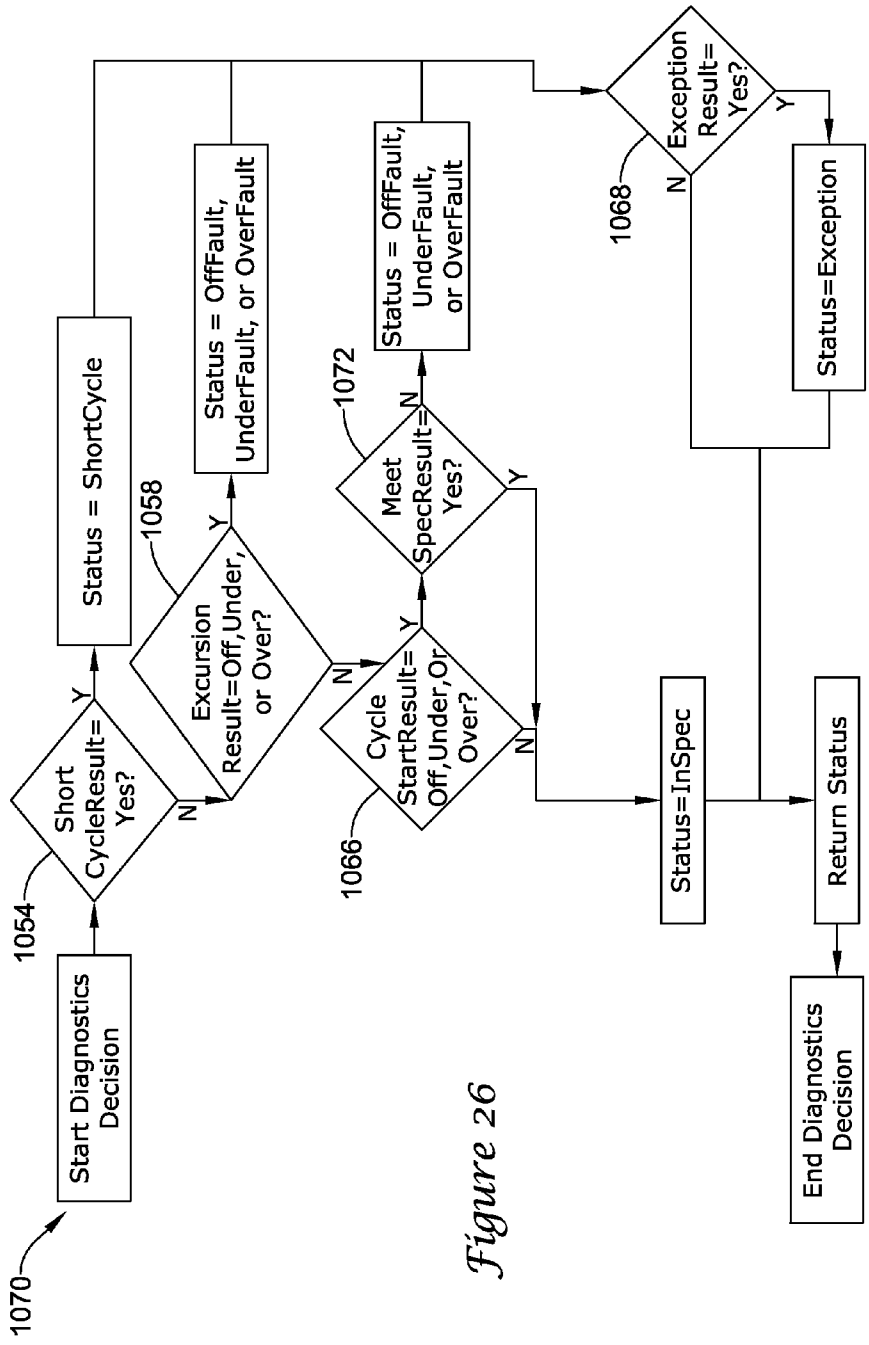 1070
Start Diagnostics
Decision
1054
Short
CycleResult=
Yes?
Y
N
Status = ShortCycle
1058
Excursion
Result=Off,Under,
or Over?
Y
N
Status = OffFault,
UnderFault, or OverFault
1066
Cycle
StartResult=
Off,Under,Or
Over?
Y
N
1072
Meet
SpecResult=
Yes?
N
Y
Status = OffFault,
UnderFault,
or OverFault
1068
Exception
Result=
Yes?
N
Y
Status=Exception
Status=InSpec
Return Status
End Diagnostics
Decision
Figure 26